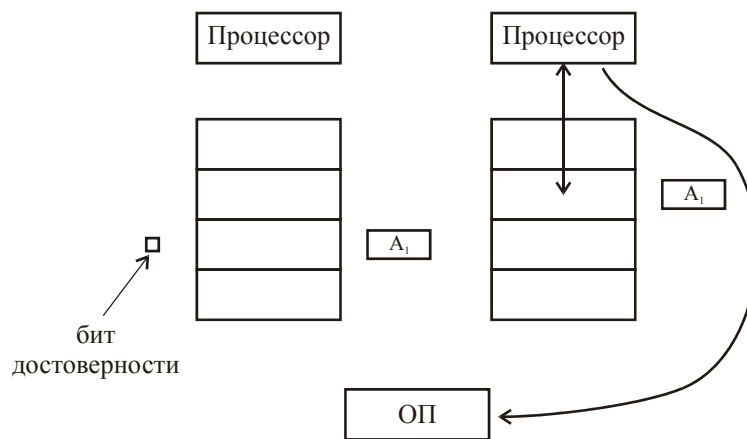 Процессор
Процессор
A₁
A₁
бит
достоверности
ОП